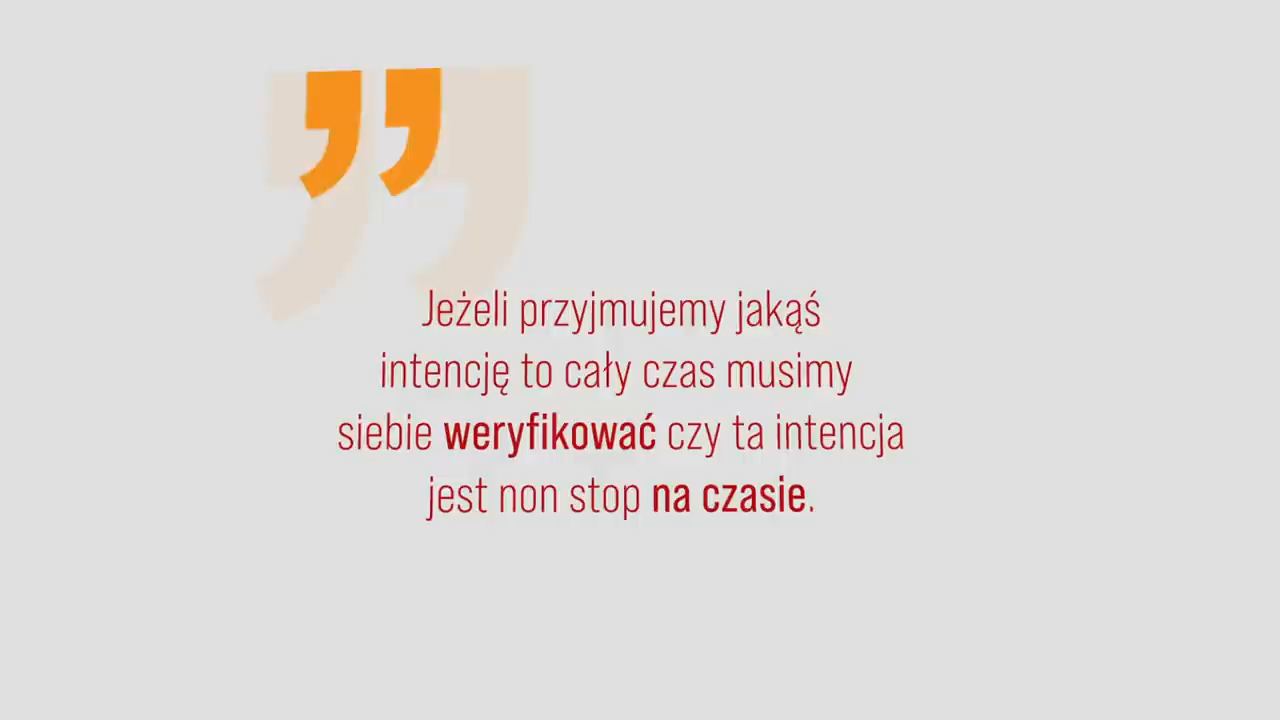 Jeżeli przyjmujemy jakąś
intencję to cały czas musimy
siebie weryfikować czy ta intencja
jest non stop na czasie.